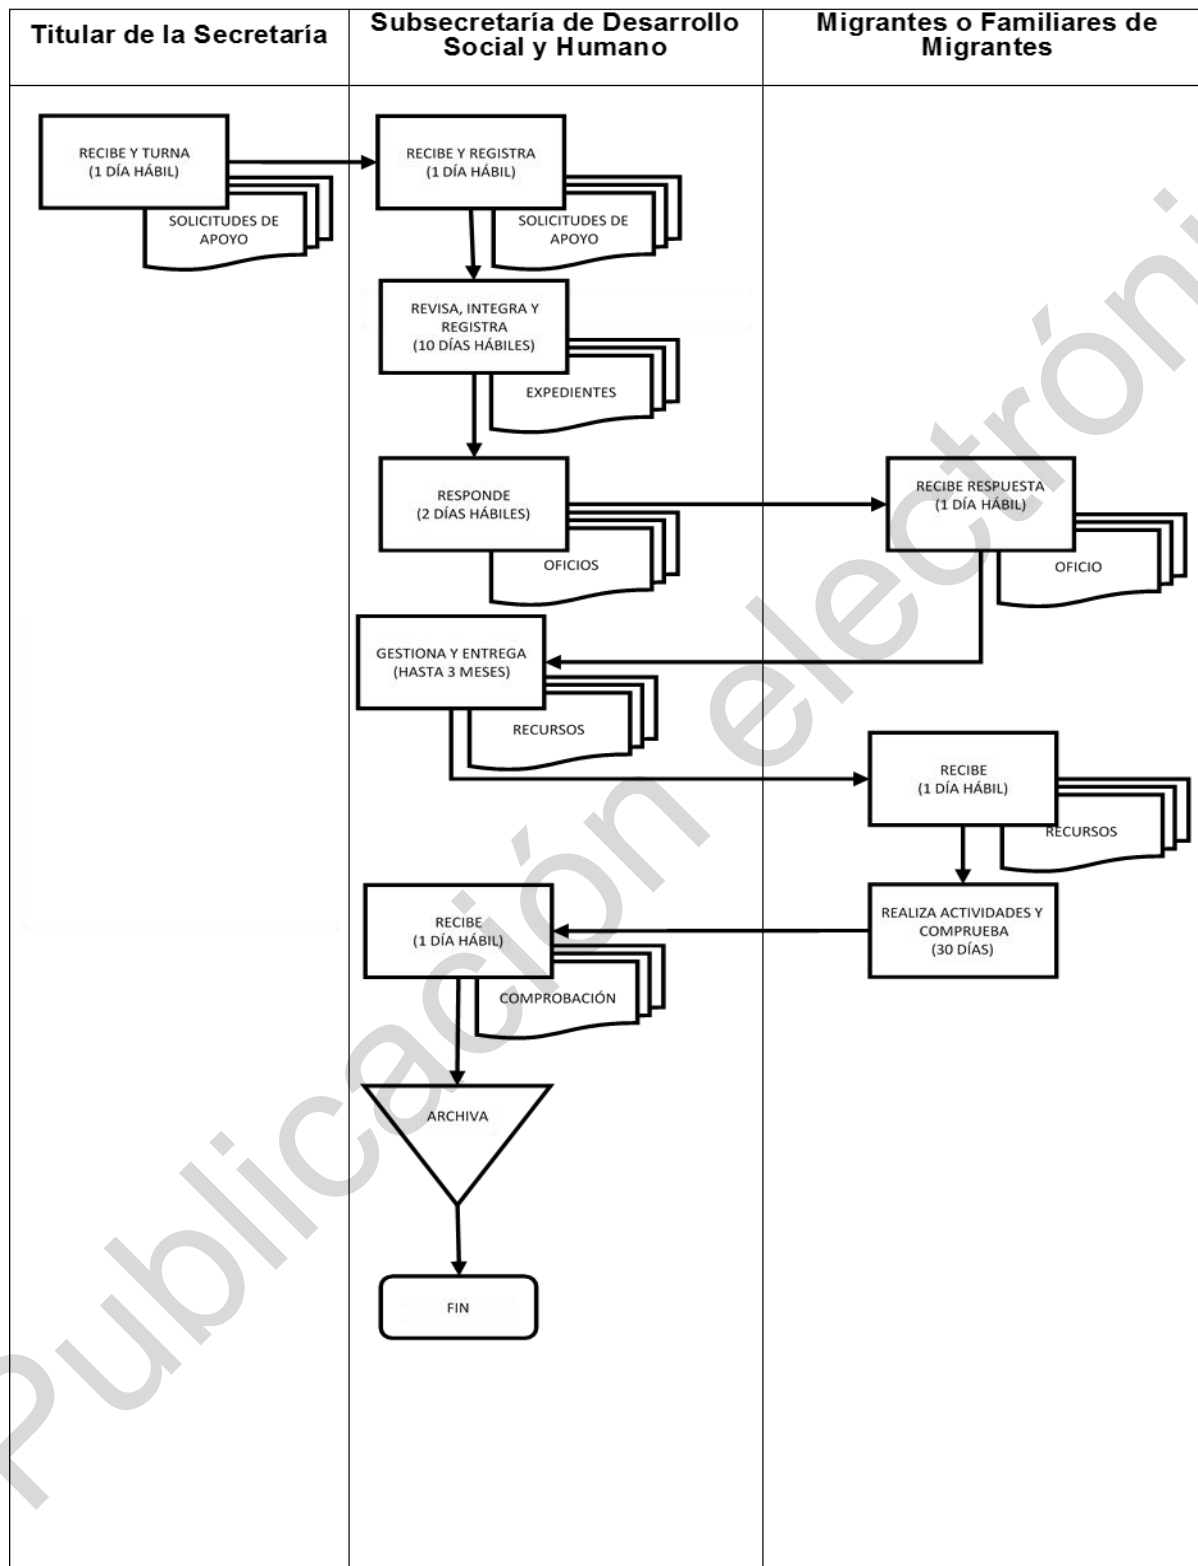 Titular de la Secretaría
Subsecretaría de Desarrollo
Social y Humano
Migrantes o Familiares de
Migrantes
RECIBE Y TURNA
(1 DÍA HÁBIL)
SOLICITUDES DE
APOYO
RECIBE Y REGISTRA
(1 DÍA HÁBIL)
SOLICITUDES DE
APOYO
REVISA, INTEGRA Y
REGISTRA
(10 DÍAS HÁBILES)
EXPEDIENTES
RESPONDE
(2 DÍAS HÁBILES)
OFICIOS
RECIBE RESPUESTA
(1 DÍA HÁBIL)
OFICIO
GESTIONA Y ENTREGA
(HASTA 3 MESES)
RECURSOS
RECIBE
(1 DÍA HÁBIL)
RECURSOS
REALIZA ACTIVIDADES Y
COMPRUEBA
(30 DÍAS)
RECIBE
(1 DÍA HÁBIL)
COMPROBACIÓN
ARCHIVA
FIN
Publicación electróni